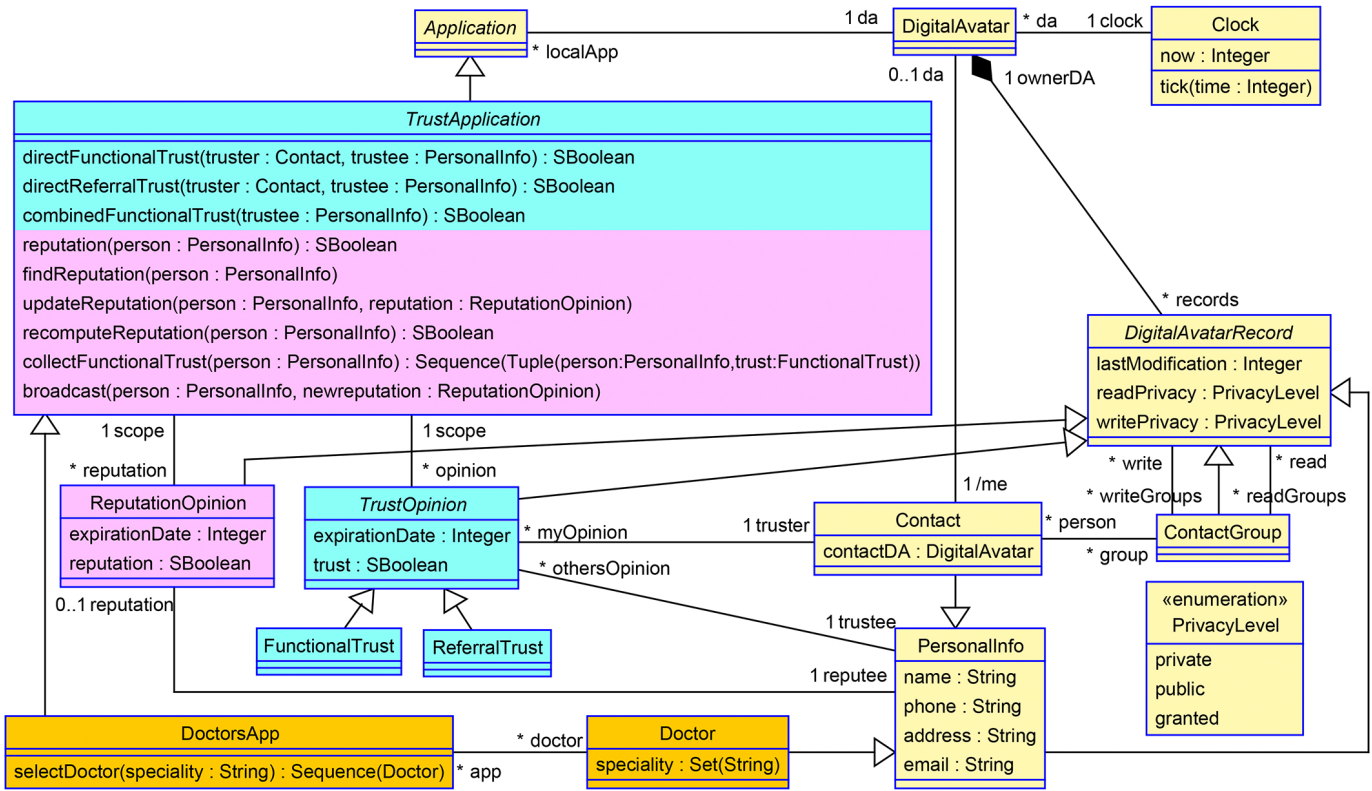 Application
1 da
* localApp
DigitalAvatar
* da
1 clock
Clock
now : Integer
tick(time : Integer)
0..1 da
1 ownerDA
TrustApplication
directFunctionalTrust(truster : Contact, trustee : PersonalInfo) : SBoolean
directReferralTrust(truster : Contact, trustee : PersonalInfo) : SBoolean
combinedFunctionalTrust(trustee : PersonalInfo) : SBoolean
reputation(person : PersonalInfo) : SBoolean
findReputation(person : PersonalInfo)
updateReputation(person : PersonalInfo, reputation : ReputationOpinion)
recomputeReputation(person : PersonalInfo) : SBoolean
collectFunctionalTrust(person : PersonalInfo) : Sequence(Tuple(person:PersonalInfo,trust:FunctionalTrust))
broadcast(person : PersonalInfo, newreputation : ReputationOpinion)
* records
DigitalAvatarRecord
lastModification : Integer
readPrivacy : PrivacyLevel
writePrivacy : PrivacyLevel
1 scope
* reputation
1 scope
* opinion
* write
* read
* writeGroups
* readGroups
ReputationOpinion
expirationDate : Integer
reputation : SBoolean
0..1 reputation
TrustOpinion
expirationDate : Integer
trust : SBoolean
* myOpinion
* othersOpinion
1 /me
1 truster
Contact
contactDA : DigitalAvatar
* person
* group
ContactGroup
«enumeration»
PrivacyLevel
private
public
granted
FunctionalTrust
ReferralTrust
1 trustee
1 reputee
PersonalInfo
name : String
phone : String
address : String
email : String
DoctorsApp
selectDoctor(speciality : String) : Sequence(Doctor)
* doctor
* app
Doctor
speciality : Set(String)